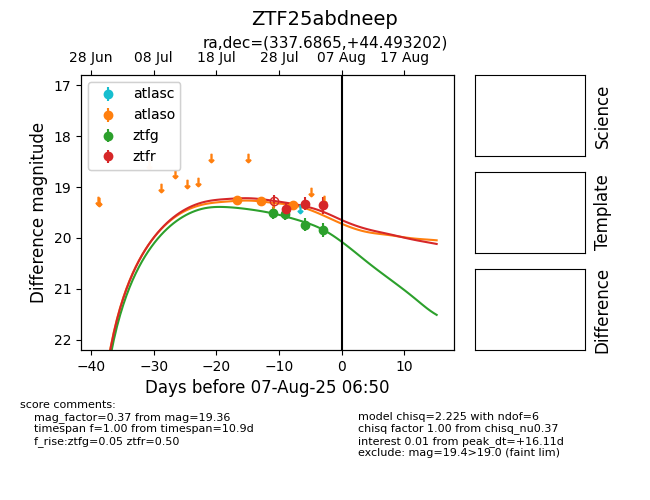 ZTF25abdneep
ra,dec=(337.6865,+44.493202)
28 Jun 08 Jul 18 Jul 28 Jul 07 Aug 17 Aug
atlasc
atlaso
ztfg
ztfr
17
18
19
20
21
22
Difference magnitude
−40 −30 −20 −10 0 10
Days before 07-Aug-25 06:50
Science
Template
Difference
score comments:
mag_factor=0.37 from mag=19.36
timespan f=1.00 from timespan=10.9d
f_rise:ztfg=0.05 ztfr=0.50
model chisq=2.225 with ndof=6
chisq factor 1.00 from chisq_nu0.37
interest 0.01 from peak_dt=+16.11d
exclude: mag=19.4>19.0 (faint lim)